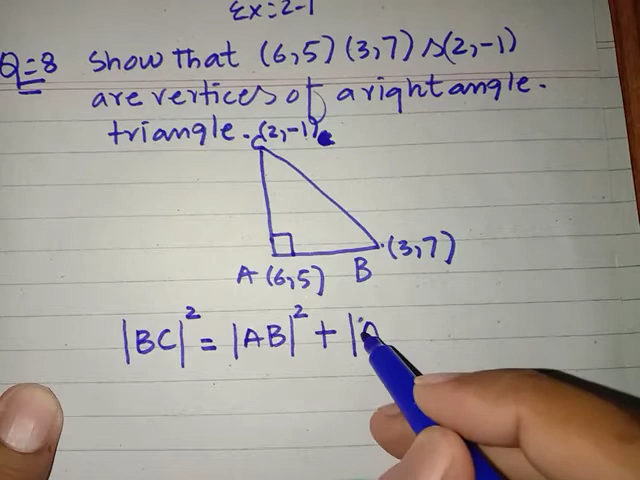 Ex=2-1
Q=8 Show that (6,5) (3,7) & (2,-1)
are vertices of a right angle.
triangle.
C (2,-1)
(3,7)
A (6,5) B
|BC|² = |AB|² + |A